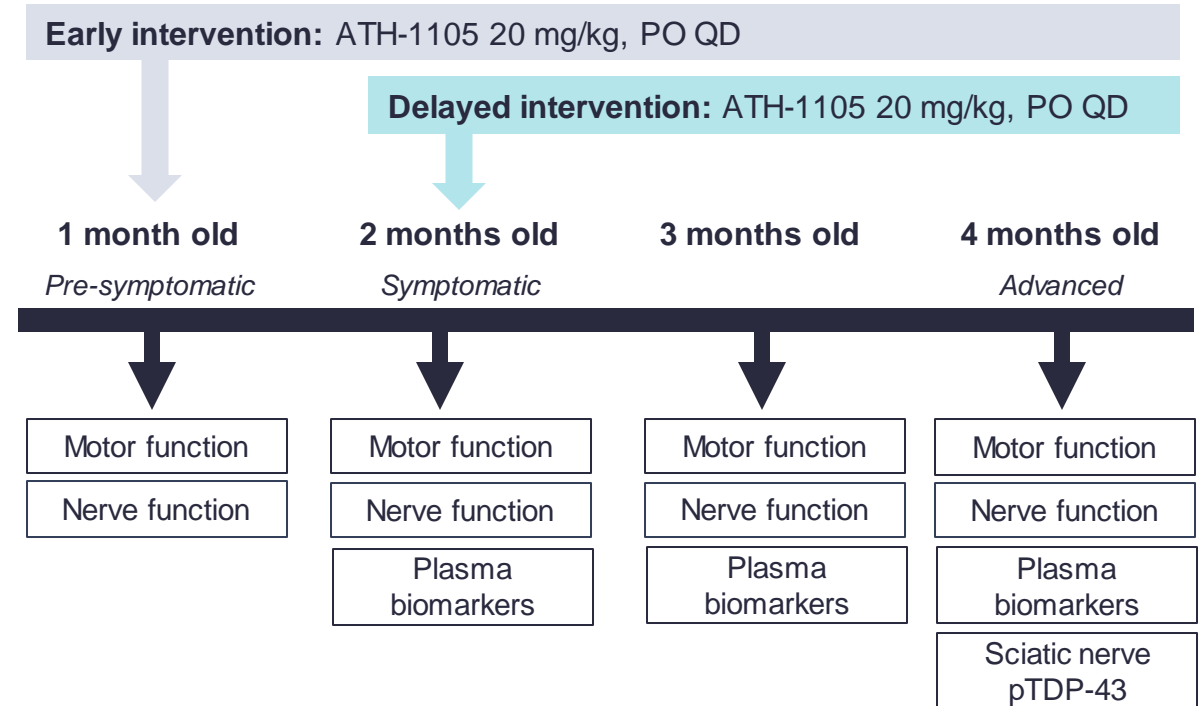 Early intervention: ATH-1105 20 mg/kg, PO QD
Delayed intervention: ATH-1105 20 mg/kg, PO QD
1 month old
2 months old
3 months old
4 months old
Pre-symptomatic
Symptomatic
Advanced
Motor function
Motor function
Motor function
Motor function
Nerve function
Nerve function
Nerve function
Nerve function
Plasma
biomarkers
Plasma
biomarkers
Plasma
biomarkers
Sciatic nerve
pTDP-43